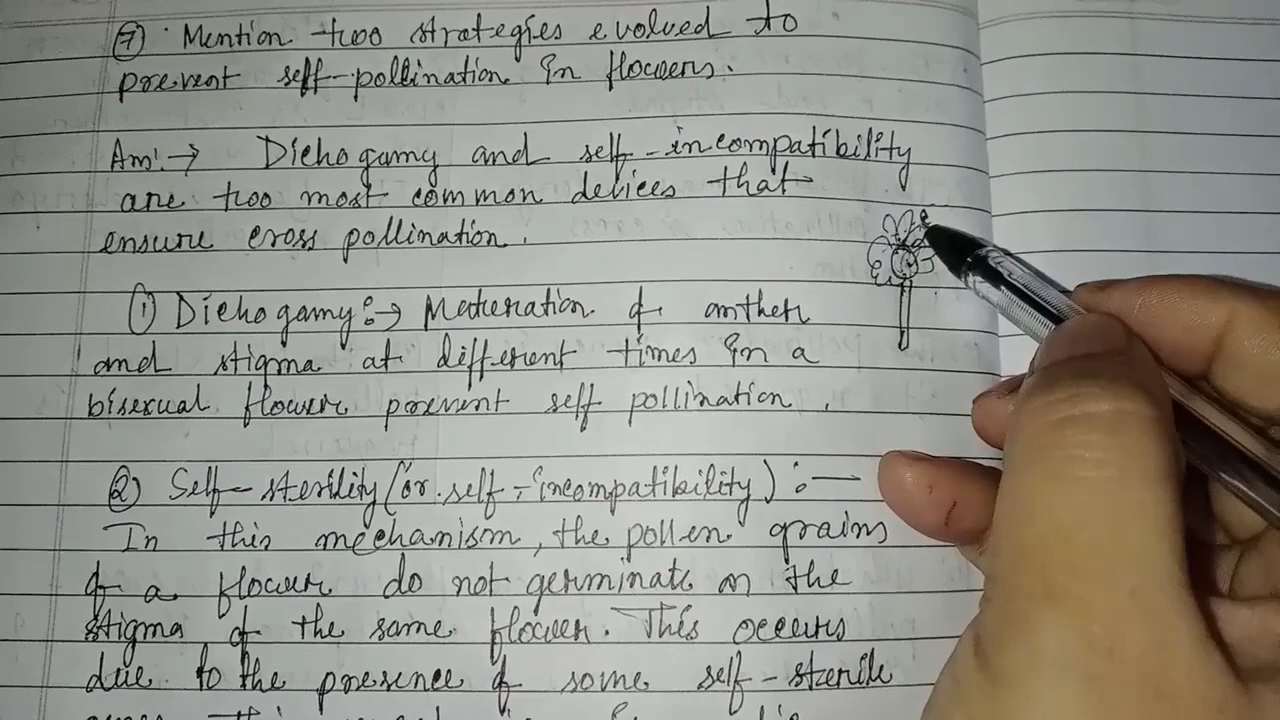 ⑦ Mention two strategies evolved to
prevent self-pollination in flowers.
Ans:→ Dichogamy and self-incompatibility
are two most common devices that
ensure cross pollination.
① Dichogamy:→ Maturation of anther
and stigma at different times in a
bisexual flower prevent self pollination.
② Self-sterility (or self-incompatibility) :—
In this mechanism, the pollen grains
of a flower do not germinate on the
stigma of the same flower. This occurs
due to the presence of some self-sterile